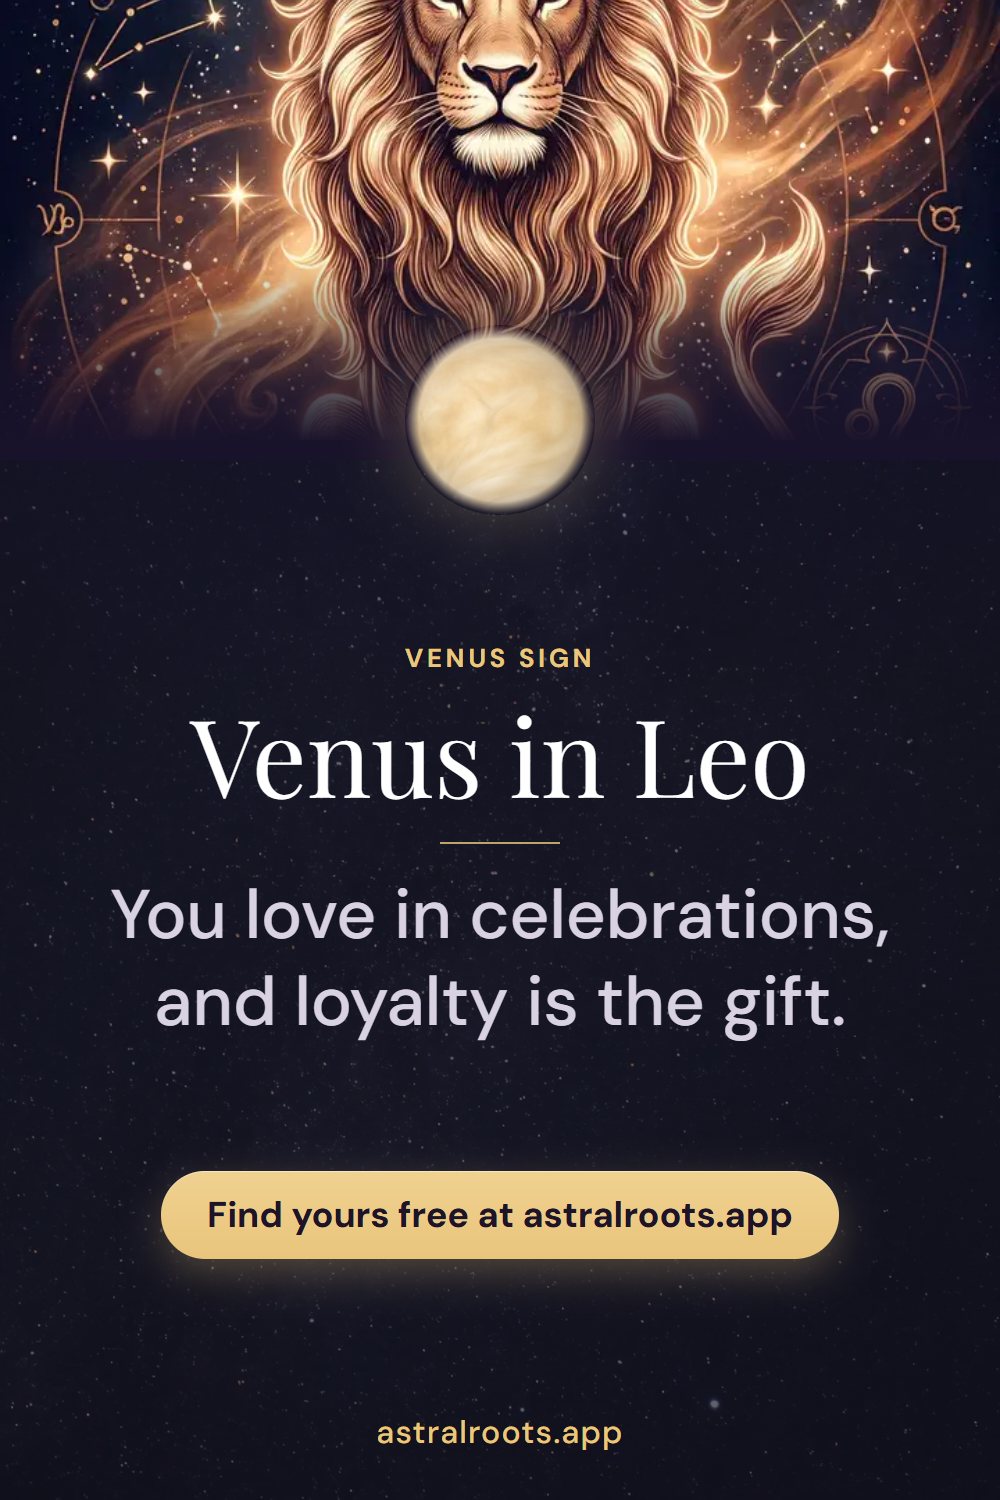 VENUS SIGN
Venus in Leo
You love in celebrations,
and loyalty is the gift.
Find yours free at astralroots.app
astralroots.app